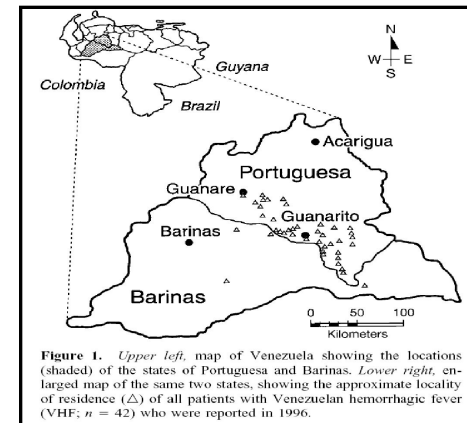 Guyana
Colombia
Brazil
N
W E
S
Acarigua
Portuguesa
Guanare
Guanarito
Barinas
Barinas
0 50 100
Kilometers
Figure 1. Upper left, map of Venezuela showing the locations
(shaded) of the states of Portuguesa and Barinas. Lower right, en-
larged map of the same two states, showing the approximate locality
of residence (△) of all patients with Venezuelan hemorrhagic fever
(VHF; n = 42) who were reported in 1996.